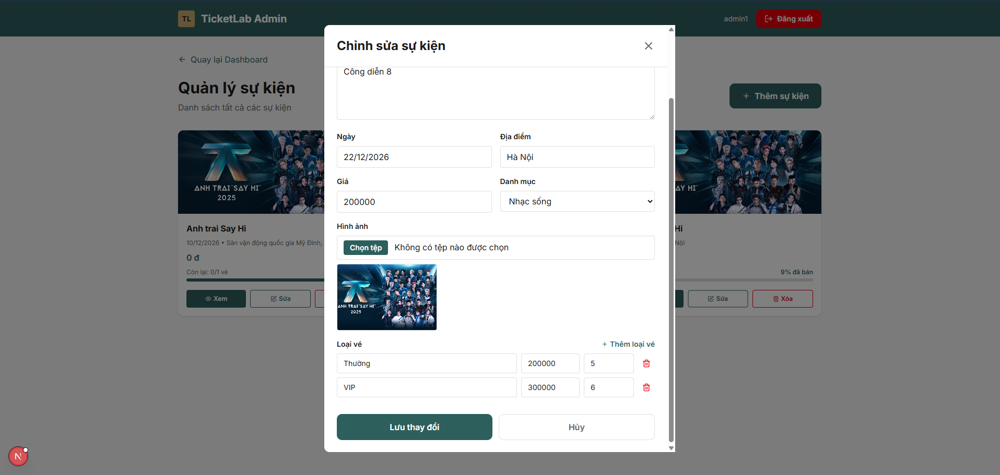 TL TicketLab Admin
admin1
Đăng xuất
Quay lại Dashboard
Quản lý sự kiện
Danh sách tất cả các sự kiện
Thêm sự kiện
ANH TRAI "SAY HI"
2025
Anh trai Say Hi
10/12/2026 • Sân vận động quốc gia Mỹ Đình,
0 đ
Còn lại: 0/1 vé
Xem
Sửa
Chỉnh sửa sự kiện
Công diễn 8
Ngày
Địa điểm
22/12/2026
Hà Nội
Giá
Danh mục
200000
Nhạc sống
Hình ảnh
Chọn tệp Không có tệp nào được chọn
ANH TRAI "SAY HI"
2025
Loại vé
+ Thêm loại vé
Thường 200000 5
VIP 300000 6
Lưu thay đổi
Hủy
AY HI"
Hi
Nội
9% đã bán
Sửa
Xóa
N